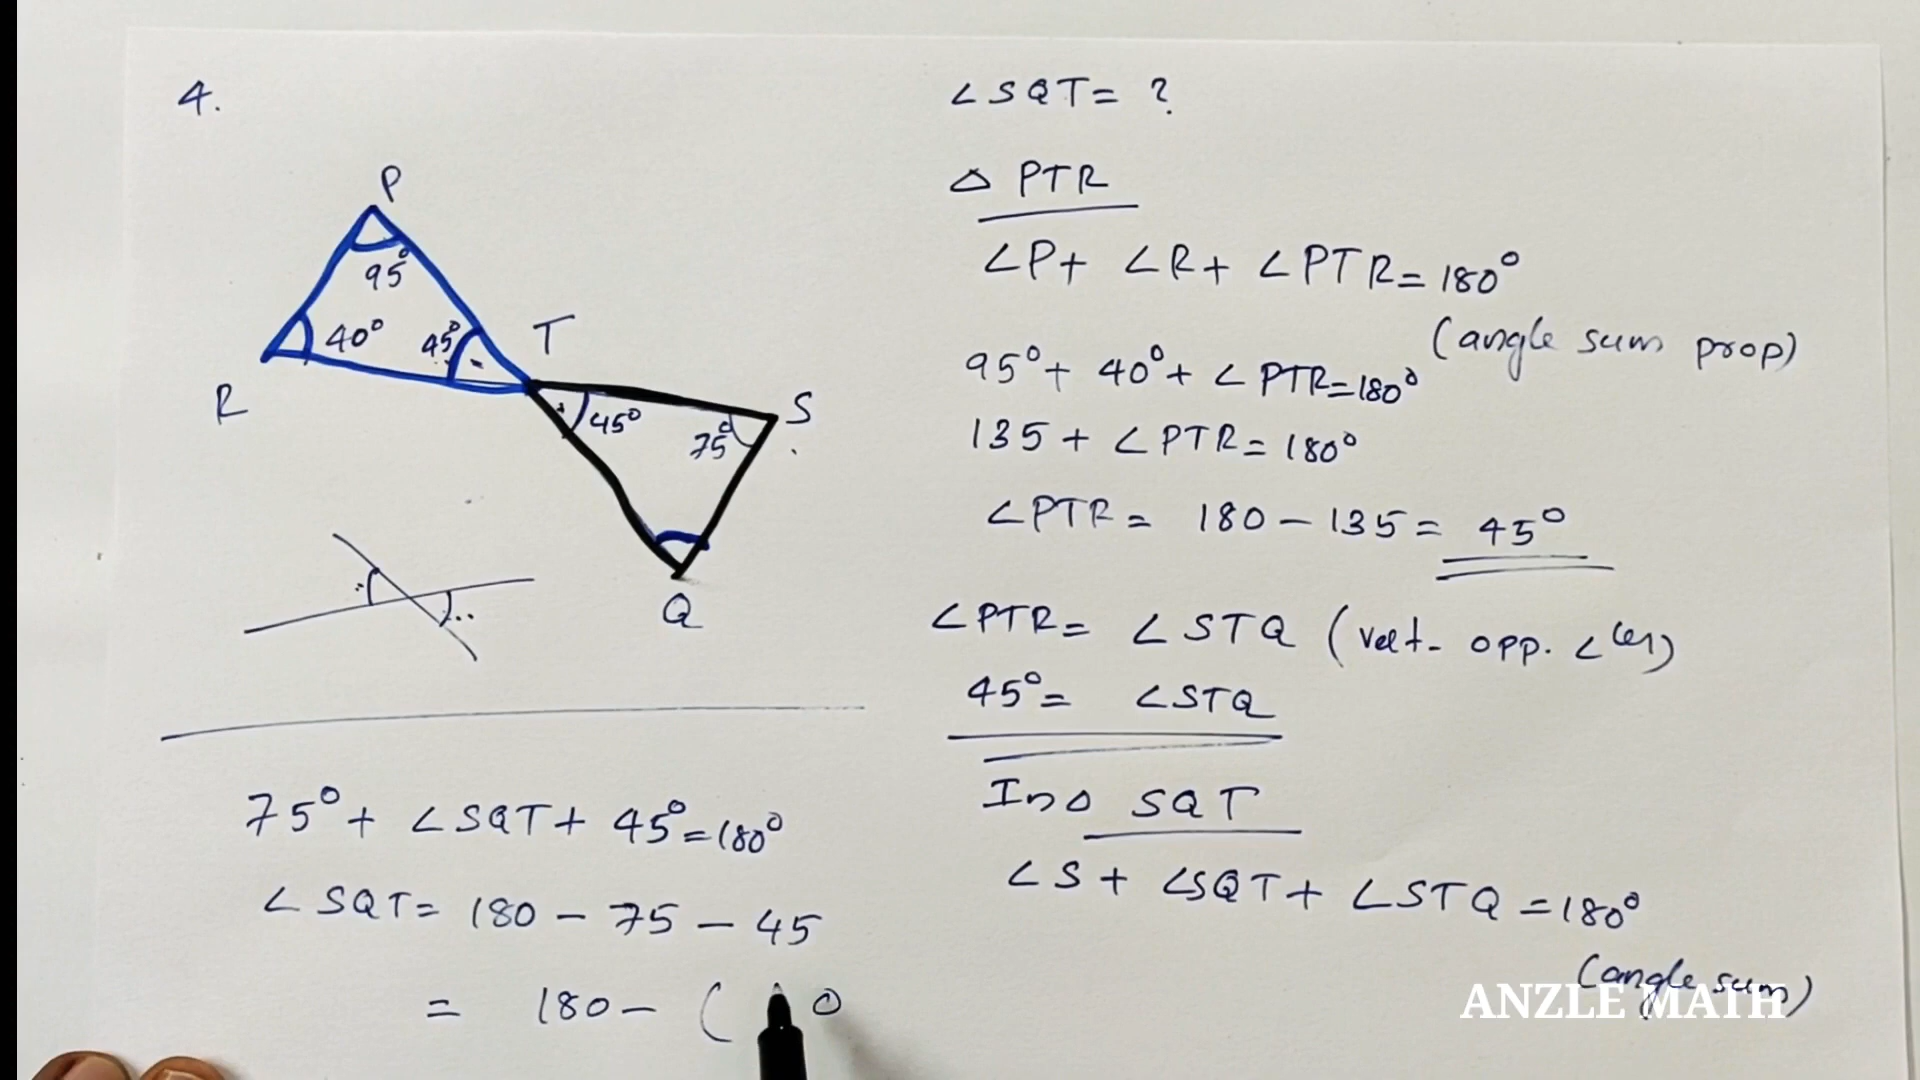 4.
P
95°
40°
45°
T
R
45°
75°
S
Q
75° + ∠SQT + 45° = 180°
∠SQT = 180 - 75 - 45
= 180 - ( 0
∠SQT = ?
△ PTR
∠P + ∠R + ∠PTR = 180°
(angle sum prop)
95° + 40° + ∠PTR = 180°
135 + ∠PTR = 180°
∠PTR = 180 - 135 = 45°
∠PTR = ∠STQ (vert. opp. ∠les)
45° = ∠STQ
In △ SQT
∠S + ∠SQT + ∠STQ = 180°
(angle sum)
ANZLE MATH